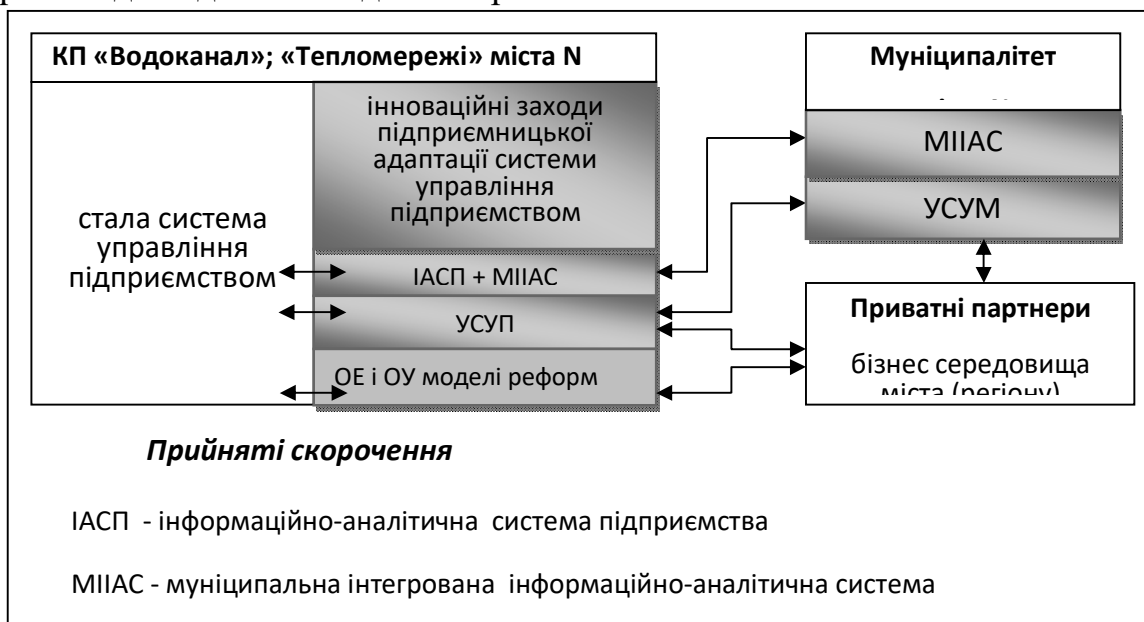 КП «Водоканал»; «Тепломережі» міста N
інноваційні заходи
підприємницької
адаптації системи
управління
підприємством
стала система
управління
підприємством
ІАСП + МІІАС
УСУП
ОЕ і ОУ моделі реформ
Муніципалітет
МІІАС
УСУМ
Приватні партнери
бізнес середовища
міста (регіону)
Прийняті скорочення
ІАСП - інформаційно-аналітична система підприємства
МІІАС - муніципальна інтегрована інформаційно-аналітична система